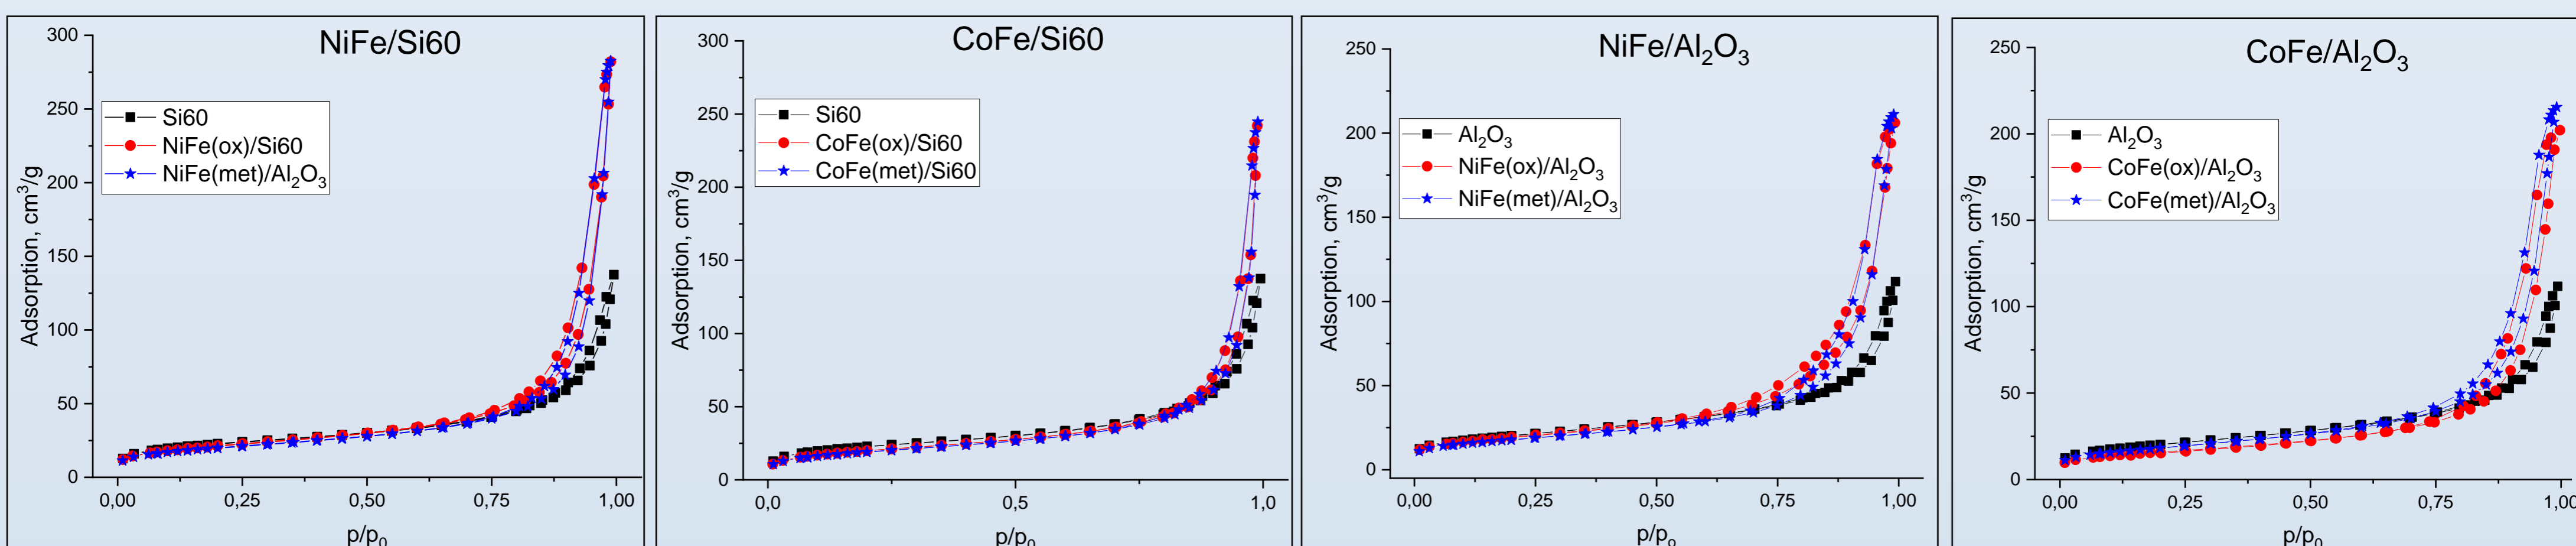 NiFe/Si60
300
250
200
150
100
50
0
Adsorption, cm³/g
Si60
NiFe(ox)/Si60
NiFe(met)/Al₂O₃
0,00 0,25 0,50 0,75 1,00
p/p₀
CoFe/Si60
300
250
200
150
100
50
0
Adsorption, cm³/g
Si60
CoFe(ox)/Si60
CoFe(met)/Si60
0,0 0,5 1,0
p/p₀
NiFe/Al₂O₃
250
200
150
100
50
0
Adsorption, cm³/g
Al₂O₃
NiFe(ox)/Al₂O₃
NiFe(met)/Al₂O₃
0,00 0,25 0,50 0,75 1,00
p/pₒ
CoFe/Al₂O₃
250
200
150
100
50
0
Adsorption, cm³/g
Al₂O₃
CoFe(ox)/Al₂O₃
CoFe(met)/Al₂O₃
0,00 0,25 0,50 0,75 1,00
p/p₀